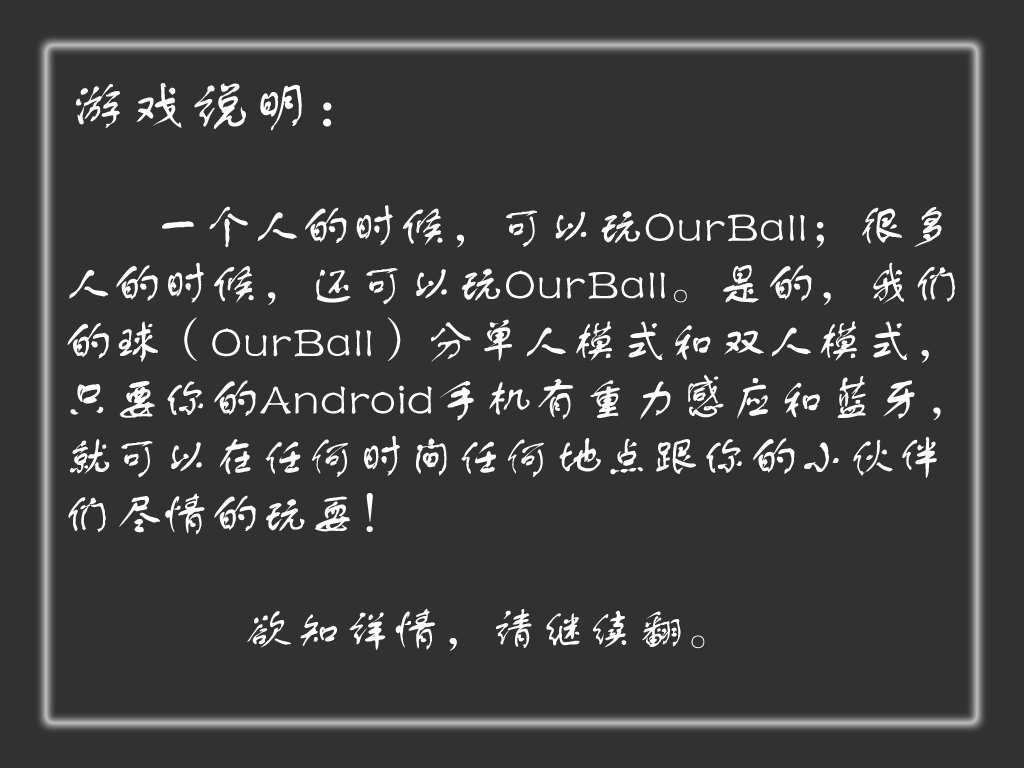 游戏说明：
一个人的时候，可以玩OurBall；很多
人的时候，还可以玩OurBall。是的，我们
的球（OurBall）分单人模式和双人模式，
只要你的Android手机有重力感应和蓝牙，
就可以在任何时间任何地点跟你的小伙伴
们尽情的玩耍！
欲知详情，请继续翻。